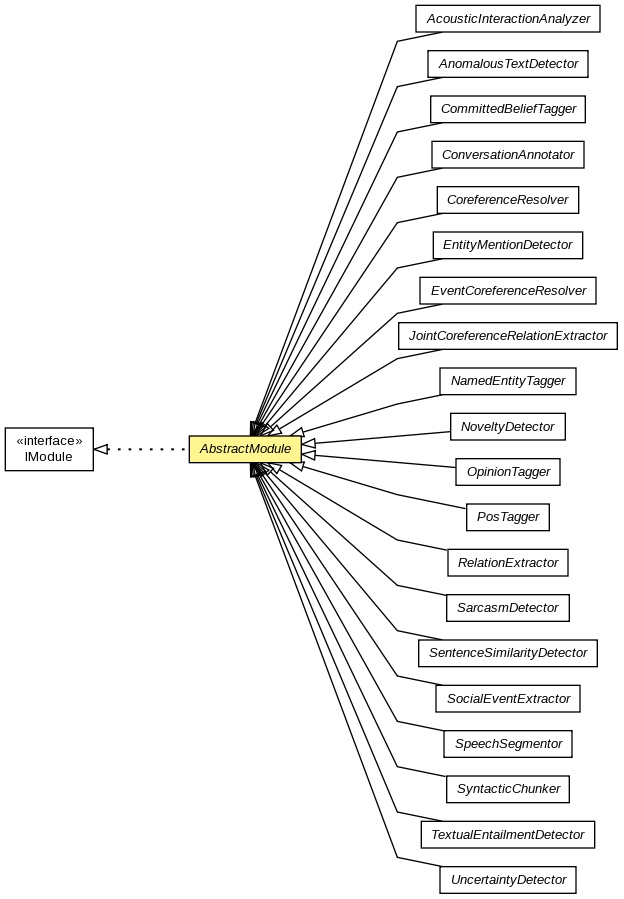 AcousticInteractionAnalyzer
AnomalousTextDetector
CommittedBeliefTagger
ConversationAnnotator
CoreferenceResolver
EntityMentionDetector
EventCoreferenceResolver
JointCoreferenceRelationExtractor
NamedEntityTagger
NoveltyDetector
«interface»
IModule
AbstractModule
OpinionTagger
PosTagger
RelationExtractor
SarcasmDetector
SentenceSimilarityDetector
SocialEventExtractor
SpeechSegmentor
SyntacticChunker
TextualEntailmentDetector
UncertaintyDetector